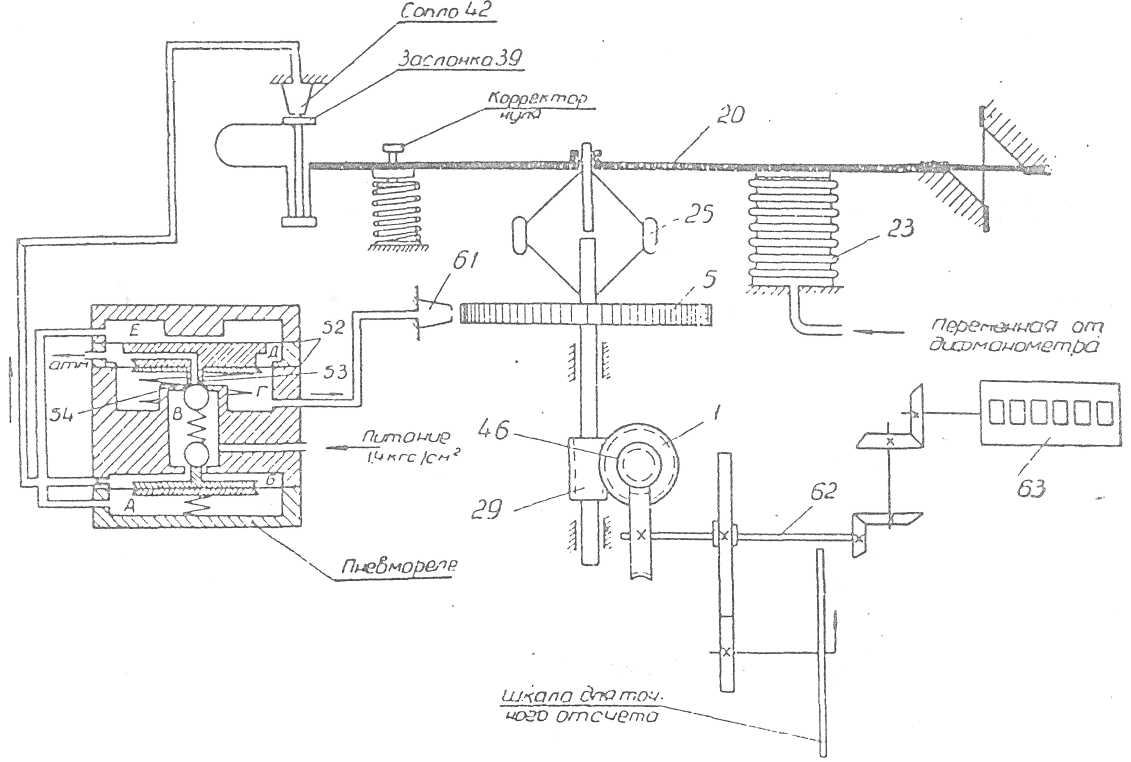 Сопло 42
Заслонка 39
Корректор
нуля
20
25
23
61
5
Переменная от
дифманометра
Е
52
Д
атм
53
Г
54
В
Питание
1,4 кгс/см²
46
1
29
62
63
Б
А
Пневмореле
Шкала для точ-
ного отсчета